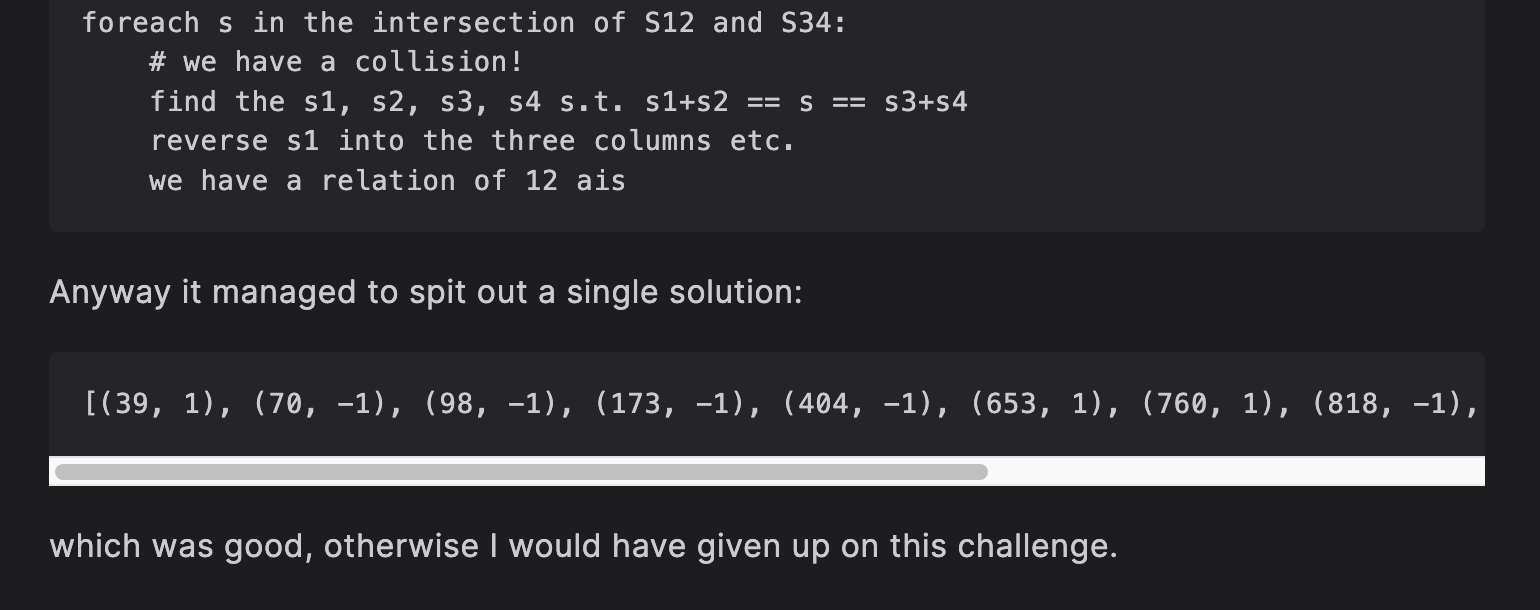 foreach s in the intersection of S12 and S34:
    # we have a collision!
    find the s1, s2, s3, s4 s.t. s1+s2 == s == s3+s4
    reverse s1 into the three columns etc.
    we have a relation of 12 ais
Anyway it managed to spit out a single solution:
[(39, 1), (70, −1), (98, −1), (173, −1), (404, −1), (653, 1), (760, 1), (818, −1),
which was good, otherwise I would have given up on this challenge.